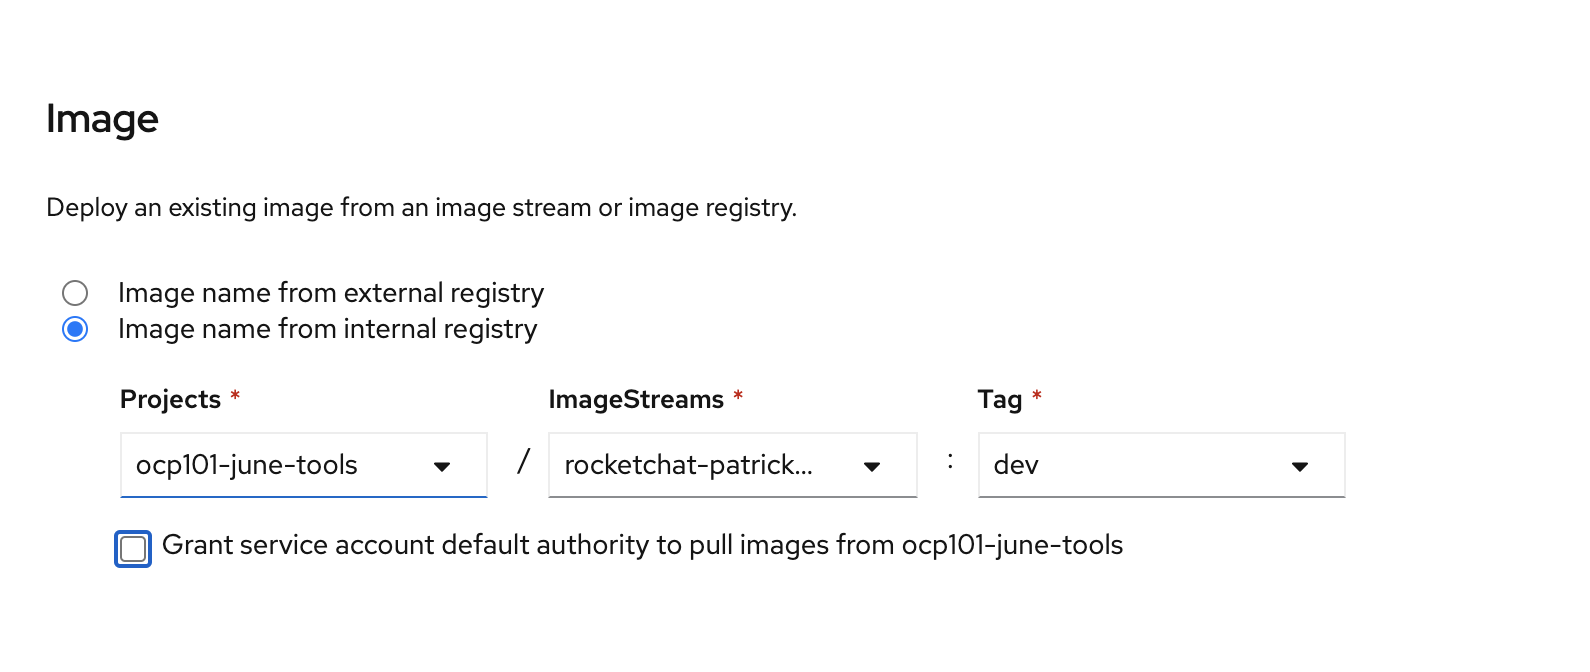 Image
Deploy an existing image from an image stream or image registry.
Image name from external registry
Image name from internal registry
Projects * ImageStreams * Tag *
ocp101-june-tools / rocketchat-patrick... : dev
Grant service account default authority to pull images from ocp101-june-tools